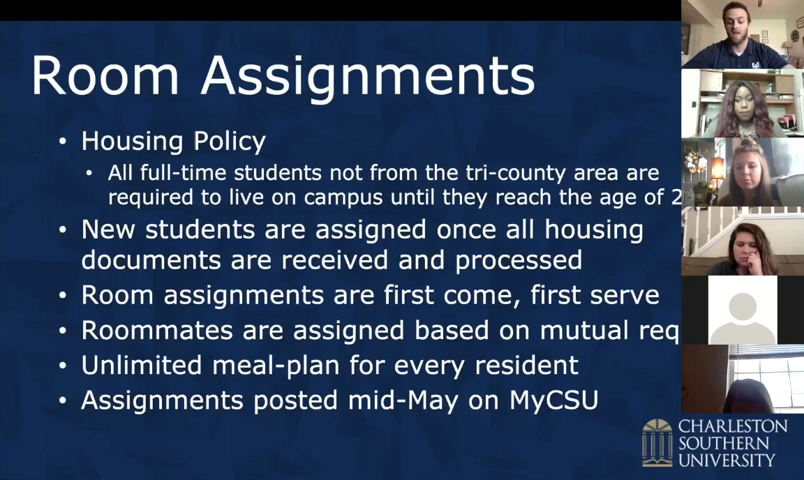 Room Assignments
• Housing Policy
• All full-time students not from the tri-county area are
required to live on campus until they reach the age of 2
• New students are assigned once all housing
documents are received and processed
• Room assignments are first come, first serve
• Roommates are assigned based on mutual req
• Unlimited meal-plan for every resident
• Assignments posted mid-May on MyCSU
CHARLESTON
SOUTHERN
UNIVERSITY